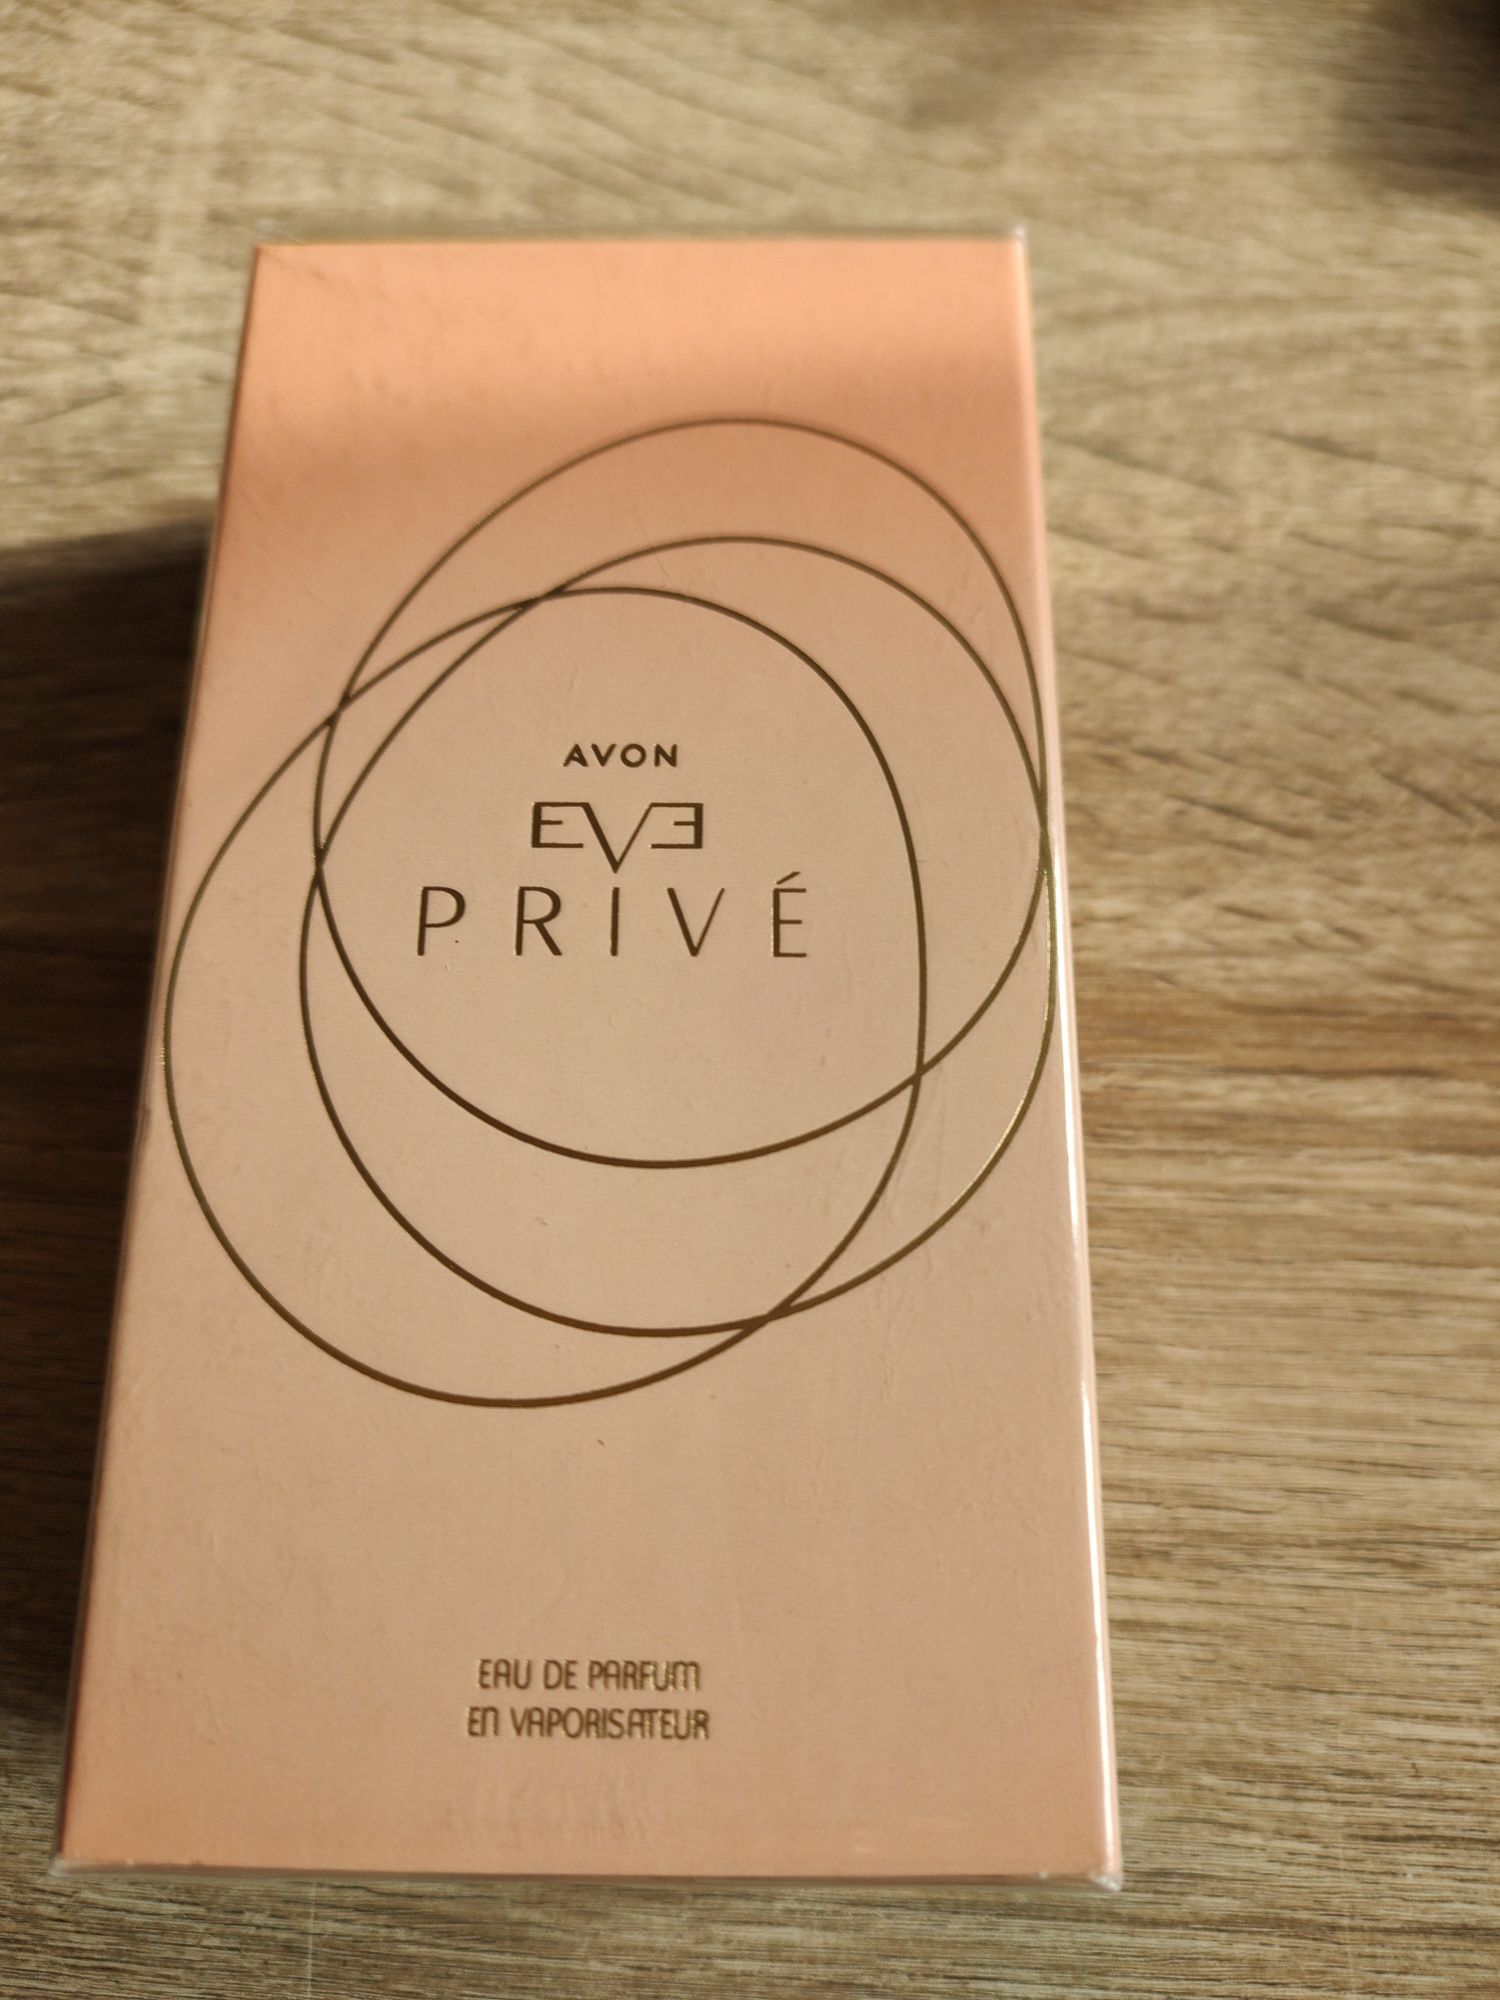 AVON
EVE
PRIVÉ
EAU DE PARFUM
EN VAPORISATEUR